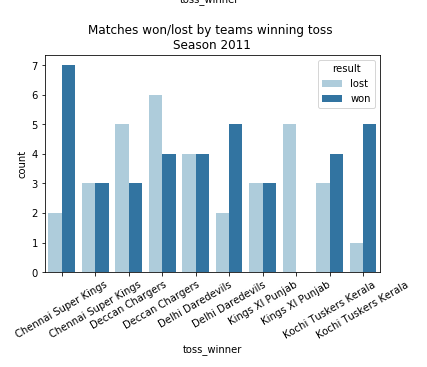 toss_winner
Matches won/lost by teams winning toss
Season 2011
result
lost
won
7
6
5
4
3
2
1
0
count
Chennai Super Kings
Chennai Super Kings
Deccan Chargers
Deccan Chargers
Delhi Daredevils
Delhi Daredevils
Kings XI Punjab
Kings XI Punjab
Kochi Tuskers Kerala
Kochi Tuskers Kerala
toss_winner